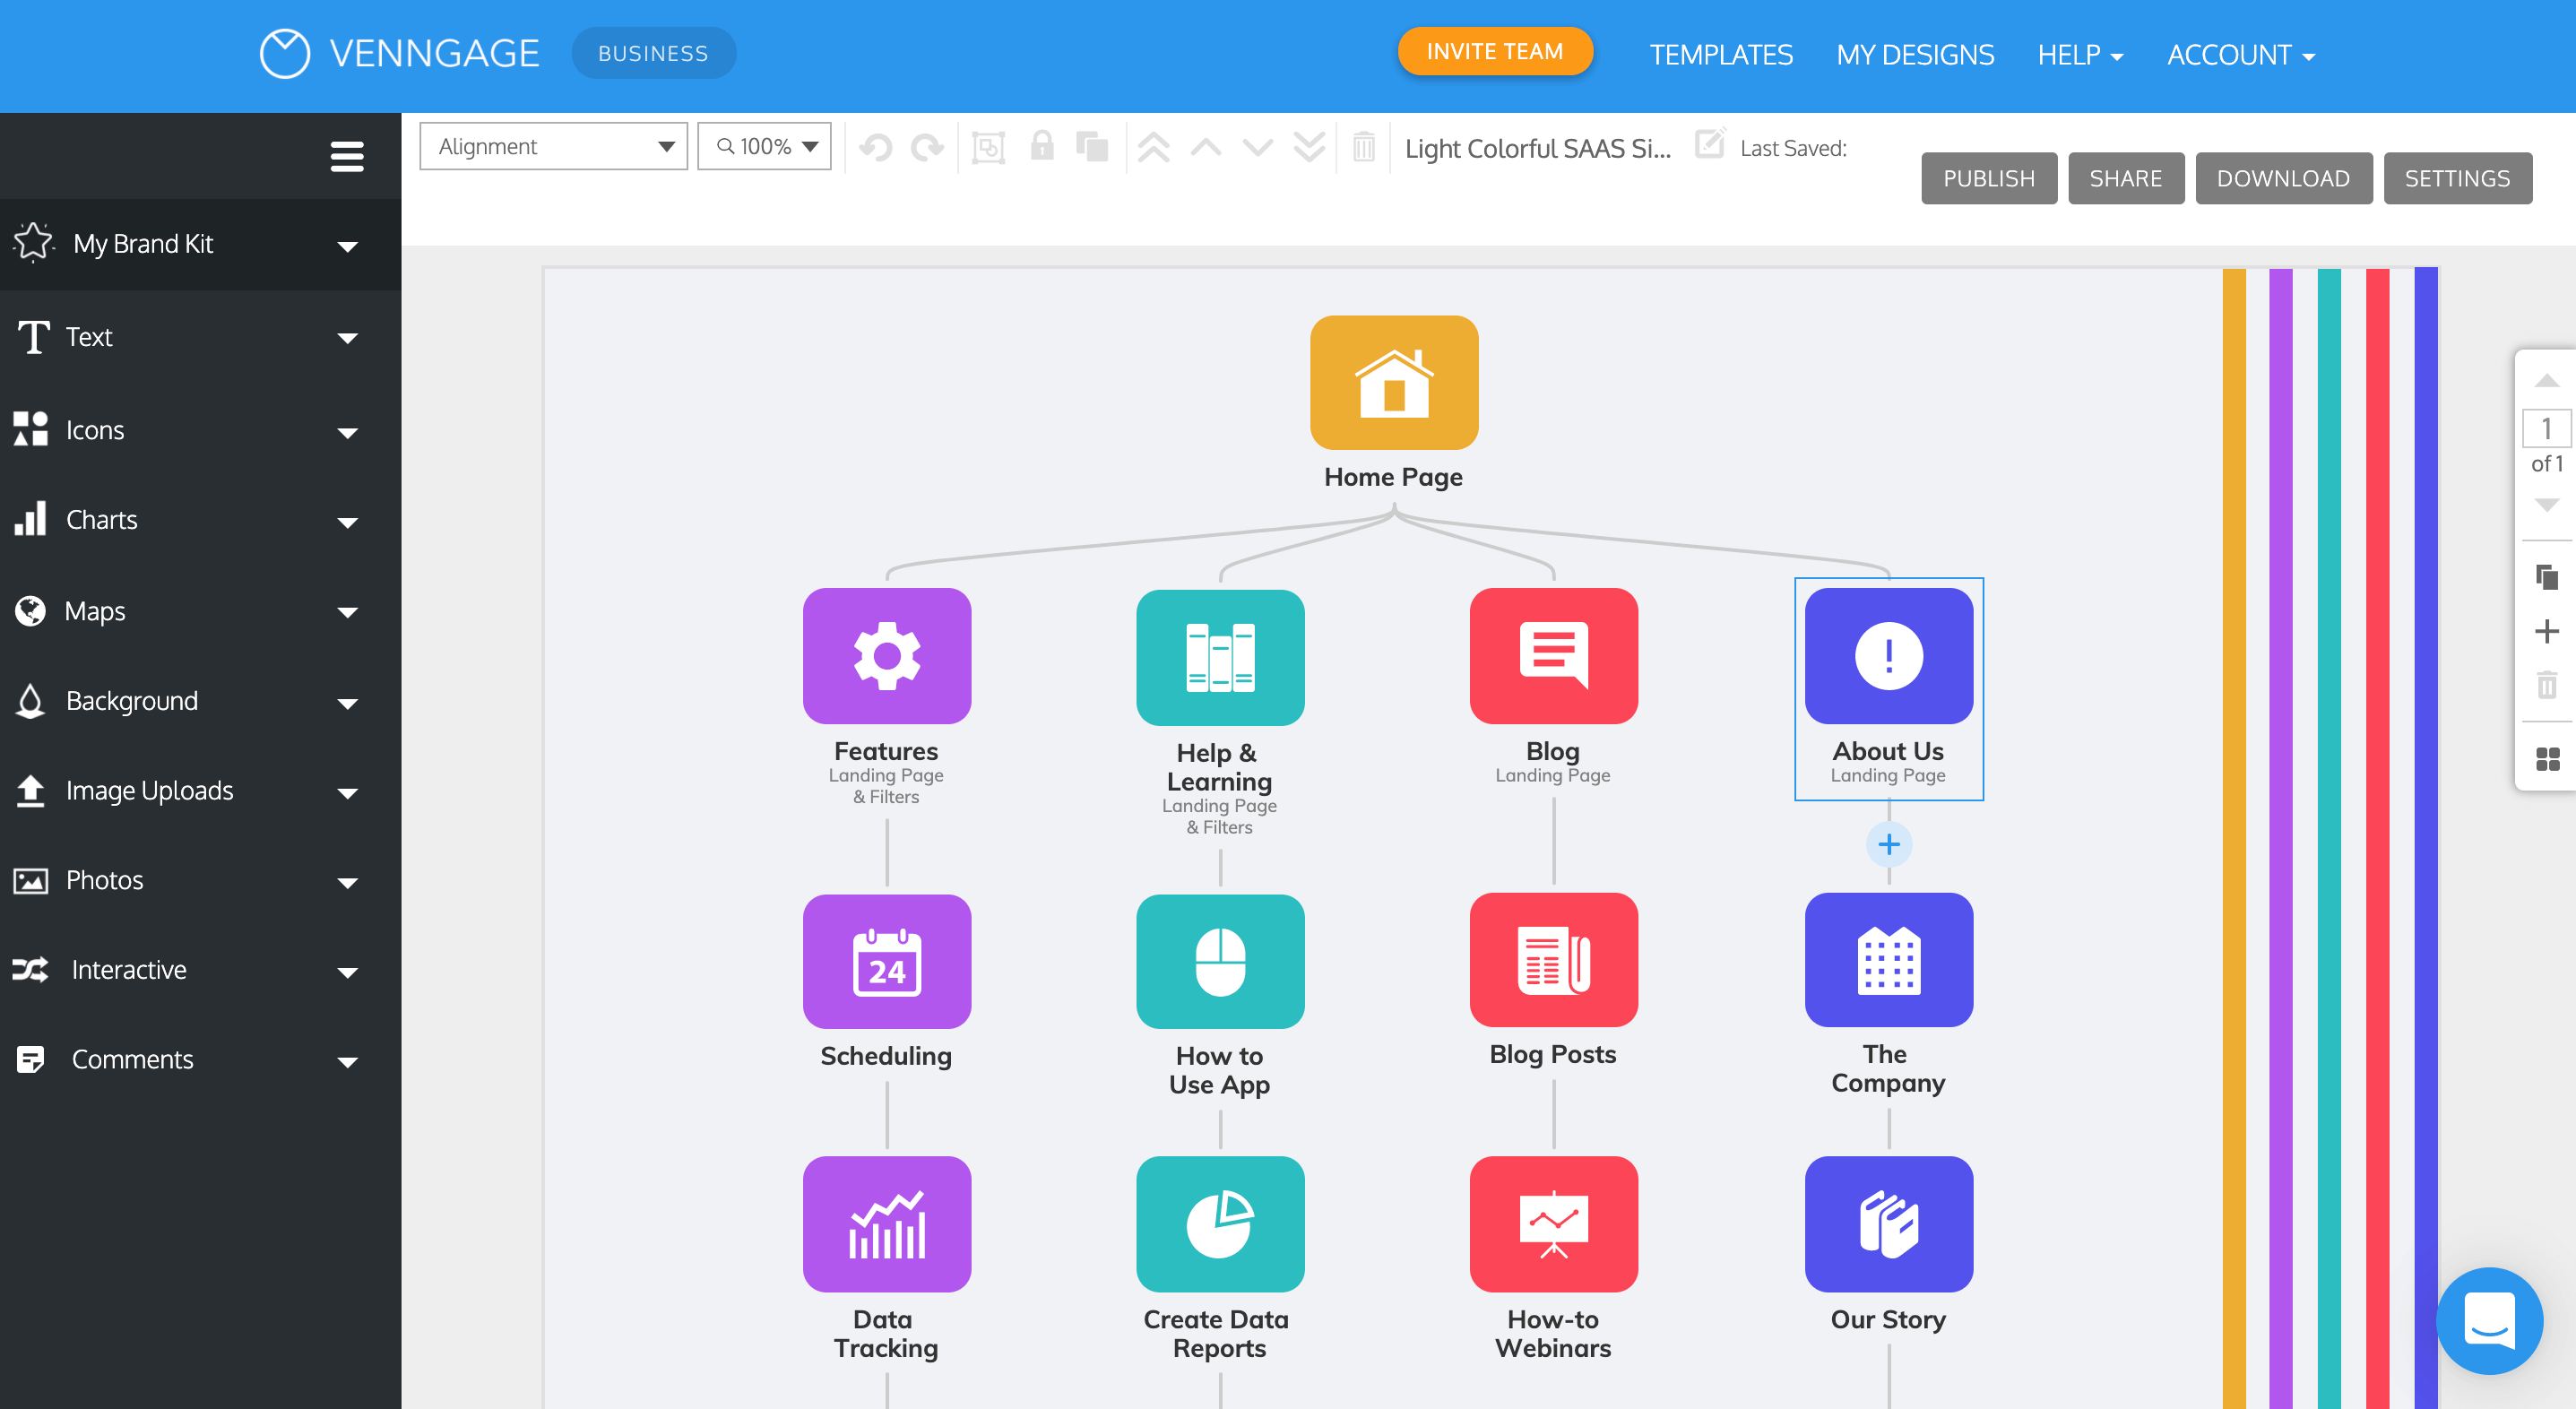 VENNGAGE
BUSINESS
INVITE TEAM
TEMPLATES
MY DESIGNS
HELP
ACCOUNT
Alignment
100%
Light Colorful SAAS Si...
Last Saved:
PUBLISH
SHARE
DOWNLOAD
SETTINGS
My Brand Kit
Text
Icons
Charts
Maps
Background
Image Uploads
Photos
Interactive
Comments
Home Page
Features
Landing Page
& Filters
Help &
Learning
Landing Page
& Filters
Blog
Landing Page
About Us
Landing Page
24
Scheduling
How to
Use App
Blog Posts
The
Company
Data
Tracking
Create Data
Reports
How-to
Webinars
Our Story
1
of 1